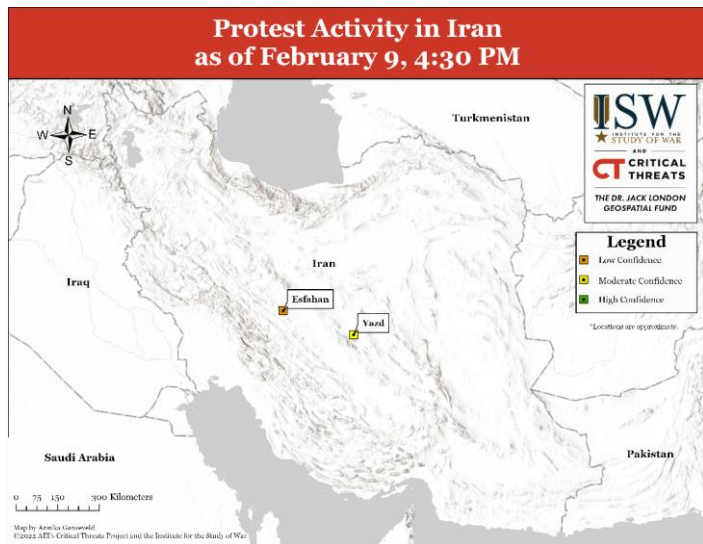 Protest Activity in Iran
as of February 9, 4:30 PM
N
W E
S
Turkmenistan
ISW
INSTITUTE FOR THE
STUDY OF WAR
AND
CT CRITICAL
THREATS
THE DR. JACK LONDON
GEOSPATIAL FUND
Legend
Low Confidence
Moderate Confidence
High Confidence
*Locations are approximate.
Iran
Iraq
Esfahan
Yazd
Saudi Arabia
Pakistan
0 75 150 300 Kilometers
Map by Annika Ganzeveld
©2022 AEI's Critical Threats Project and the Institute for the Study of War